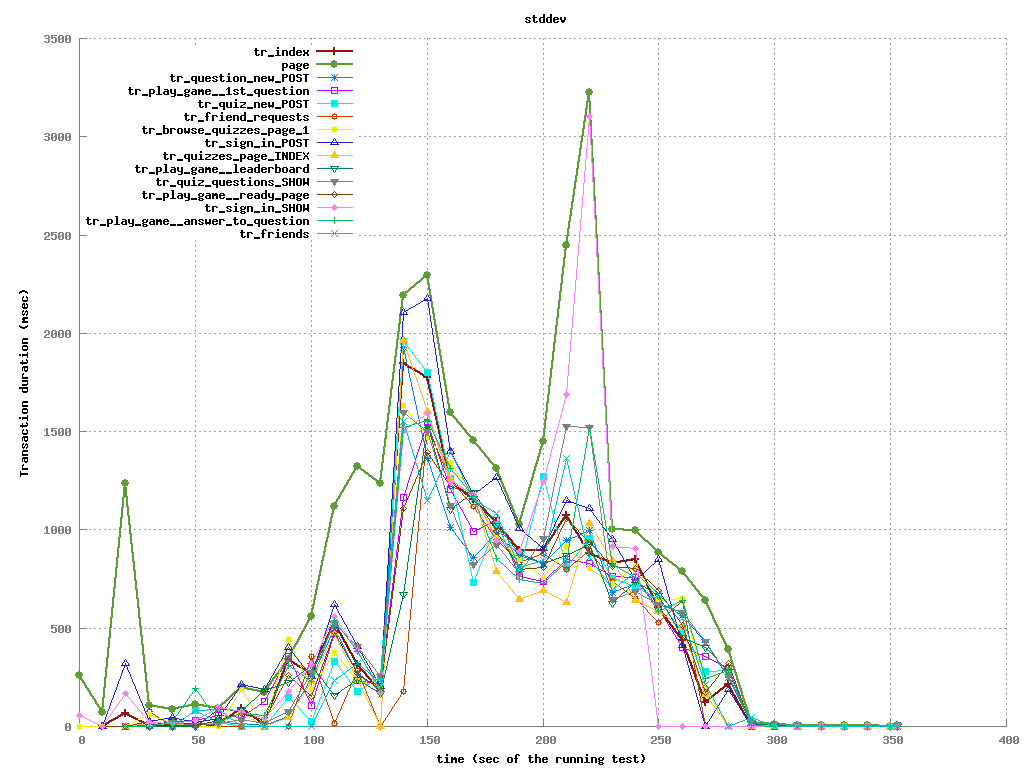 stddev
3500
3000
2500
2000
1500
1000
500
0
Transaction duration (msec)
tr_index
page
tr_question_new_POST
tr_play_game__1st_question
tr_quiz_new_POST
tr_friend_requests
tr_browse_quizzes_page_1
tr_sign_in_POST
tr_quizzes_page_INDEX
tr_play_game__leaderboard
tr_quiz_questions_SHOW
tr_play_game__ready_page
tr_sign_in_SHOW
tr_play_game__answer_to_question
tr_friends
0 50 100 150 200 250 300 350 400
time (sec of the running test)